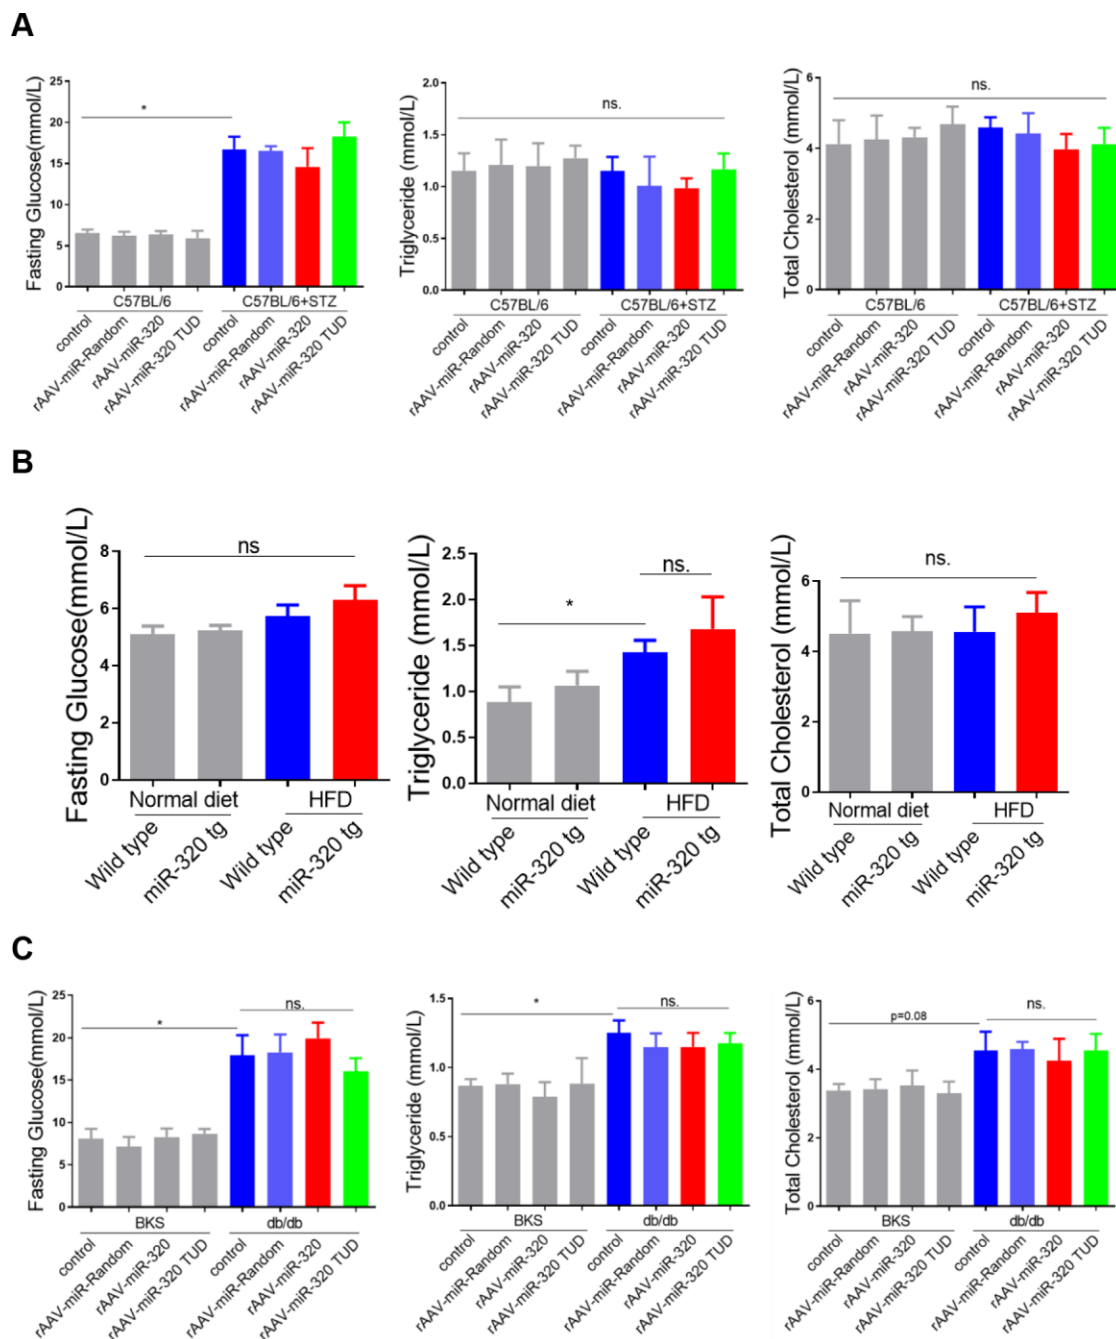 A
Fasting Glucose(mmol/L)
25
20
15
10
5
0
*
C57BL/6
C57BL/6+STZ
control
rAAV-miR-Random
rAAV-miR-320
rAAV-miR-320 TUD
control
rAAV-miR-Random
rAAV-miR-320
rAAV-miR-320 TUD
Triglyceride (mmol/L)
2.0
1.5
1.0
0.5
0.0
ns.
C57BL/6
C57BL/6+STZ
control
rAAV-miR-Random
rAAV-miR-320
rAAV-miR-320 TUD
control
rAAV-miR-Random
rAAV-miR-320
rAAV-miR-320 TUD
Total Cholesterol (mmol/L)
6
4
2
0
ns.
C57BL/6
C57BL/6+STZ
control
rAAV-miR-Random
rAAV-miR-320
rAAV-miR-320 TUD
control
rAAV-miR-Random
rAAV-miR-320
rAAV-miR-320 TUD
B
Fasting Glucose(mmol/L)
8
6
4
2
0
ns
Normal diet
HFD
Wild type
miR-320 tg
Wild type
miR-320 tg
Triglyceride (mmol/L)
2.5
2.0
1.5
1.0
0.5
0.0
*
ns.
Normal diet
HFD
Wild type
miR-320 tg
Wild type
miR-320 tg
Total Cholesterol (mmol/L)
6
4
2
0
ns.
Normal diet
HFD
Wild type
miR-320 tg
Wild type
miR-320 tg
C
Fasting Glucose(mmol/L)
25
20
15
10
5
0
*
ns.
BKS
db/db
control
rAAV-miR-Random
rAAV-miR-320
rAAV-miR-320 TUD
control
rAAV-miR-Random
rAAV-miR-320
rAAV-miR-320 TUD
Triglyceride (mmol/L)
1.5
1.0
0.5
0.0
*
ns.
BKS
db/db
control
rAAV-miR-Random
rAAV-miR-320
rAAV-miR-320 TUD
control
rAAV-miR-Random
rAAV-miR-320
rAAV-miR-320 TUD
Total Cholesterol (mmol/L)
6
4
2
0
p=0.08
ns.
BKS
db/db
control
rAAV-miR-Random
rAAV-miR-320
rAAV-miR-320 TUD
control
rAAV-miR-Random
rAAV-miR-320
rAAV-miR-320 TUD